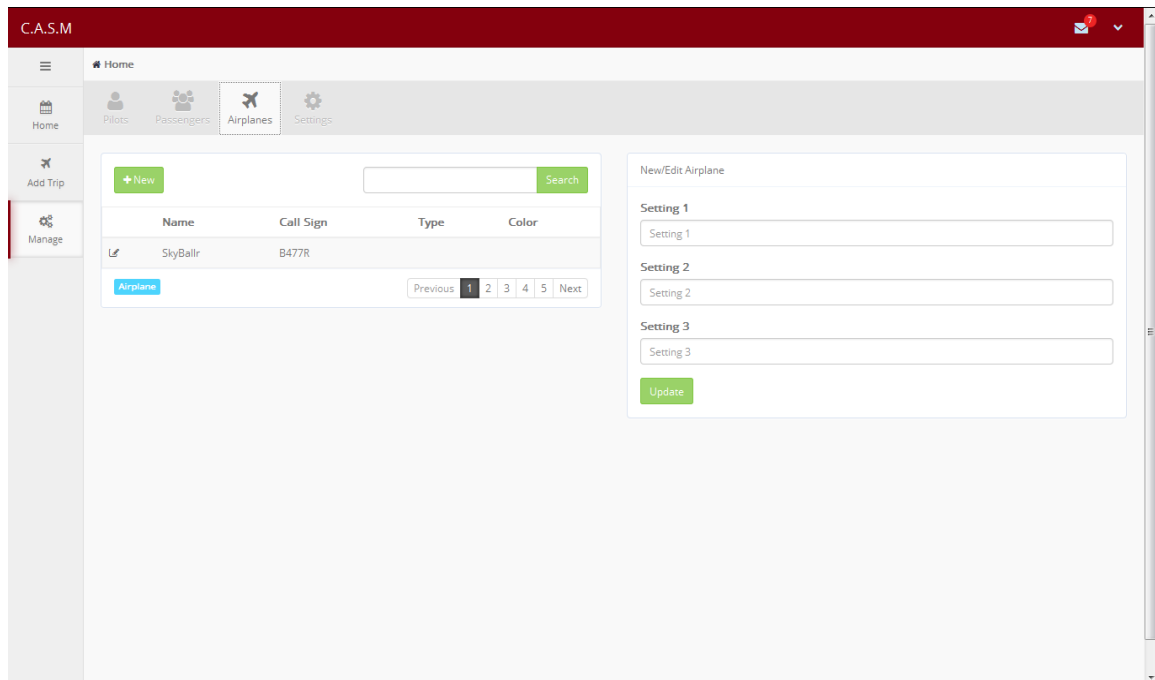 C.A.S.M
7
Home
Home
Add Trip
Manage
Pilots Passengers Airplanes Settings
New Search
Name Call Sign Type Color
SkyBallr B477R
Airplane Previous 1 2 3 4 5 Next
New/Edit Airplane
Setting 1
Setting 1
Setting 2
Setting 2
Setting 3
Setting 3
Update